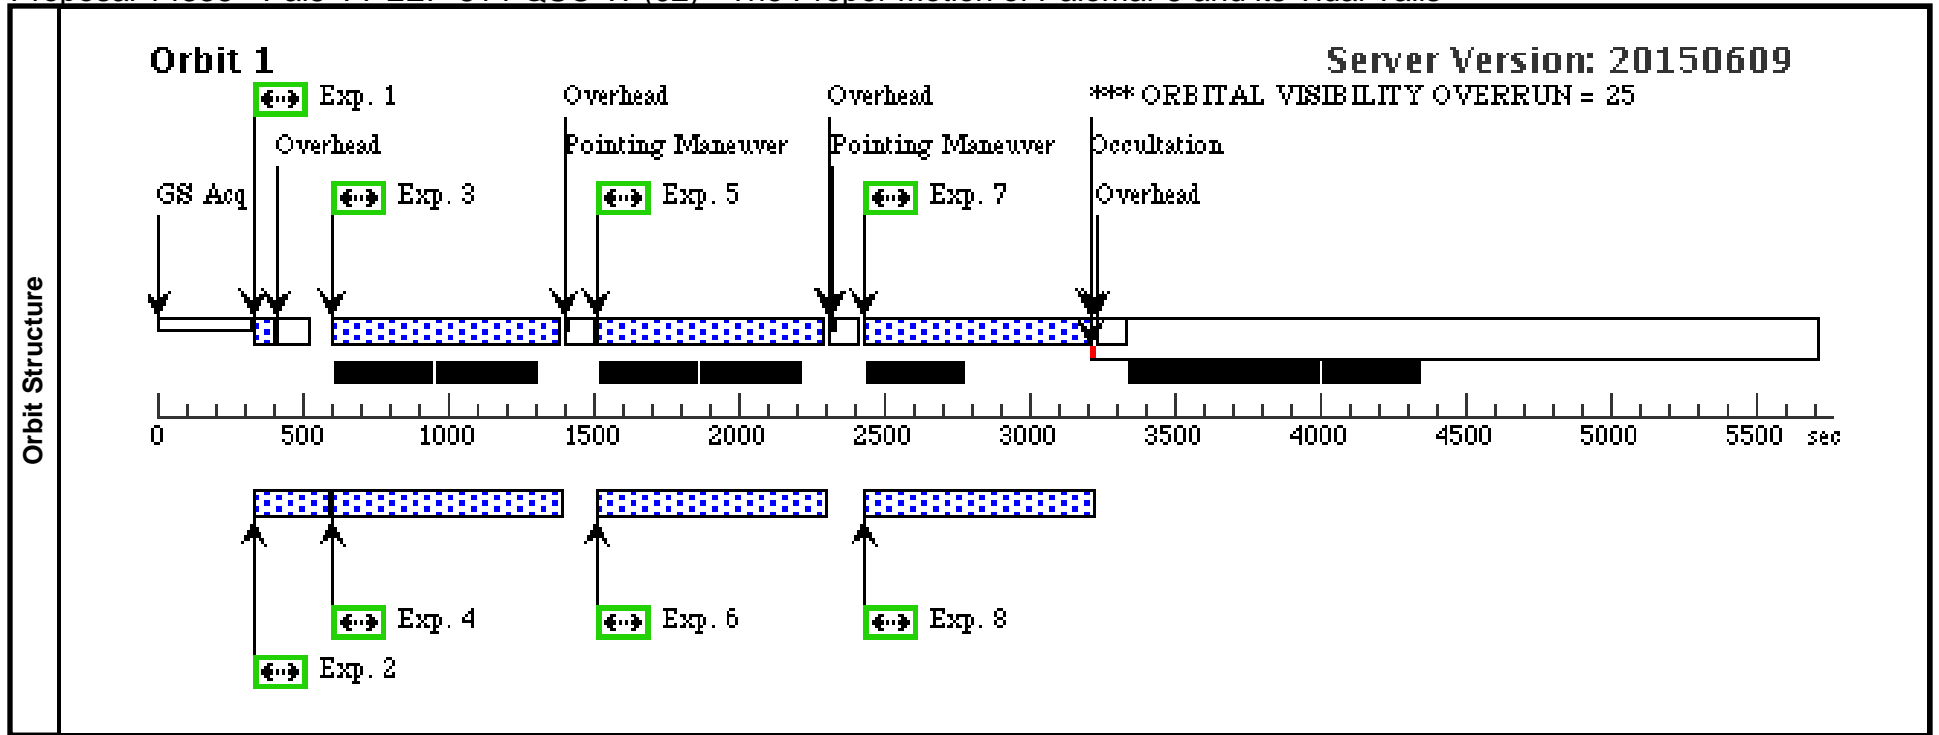 Orbit 1
Server Version: 20150609
Exp. 1
Overhead
Overhead
**** ORBITAL VISIBILITY OVERRUN = 25
Overhead
Pointing Maneuver
Pointing Maneuver
Occultation
GS Acq
Exp. 3
Exp. 5
Exp. 7
Overhead
Orbit Structure
0 500 1000 1500 2000 2500 3000 3500 4000 4500 5000 5500 sec
Exp. 4
Exp. 6
Exp. 8
Exp. 2